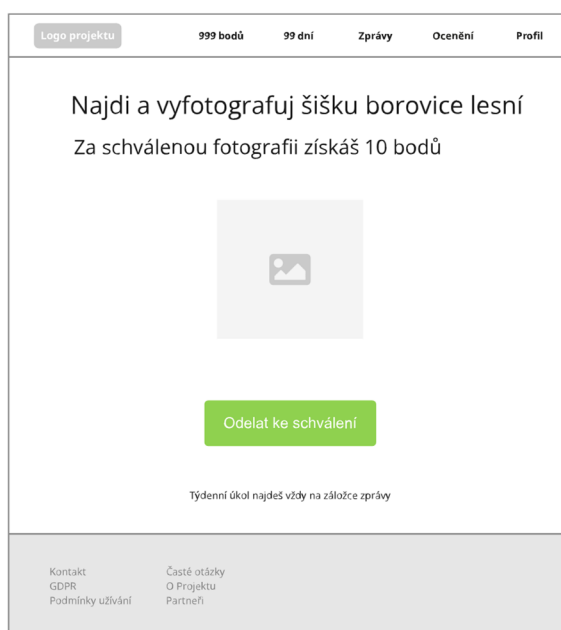 Logo projektu 999 bodů 99 dní Zprávy Ocenění Profil
Najdi a vyfotografuj šišku borovice lesní
Za schválenou fotografii získáš 10 bodů
Odelat ke schválení
Týdenní úkol najdeš vždy na záložce zprávy
Kontakt Časté otázky
GDPR O Projektu
Podmínky užívání Partneři